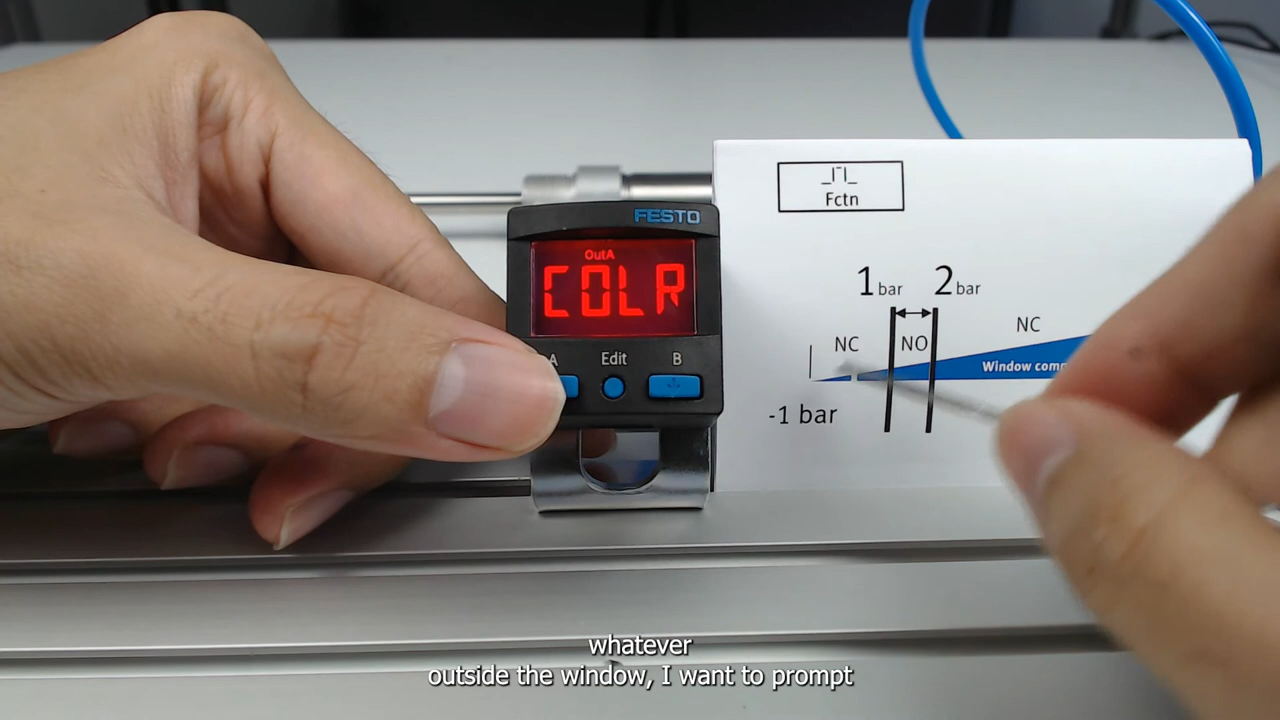 FESTO
OutA
COLR
A Edit B
_|‾|_
Fctn
1 bar 2 bar
NC NO NC
Window com
-1 bar
whatever
outside the window, I want to prompt